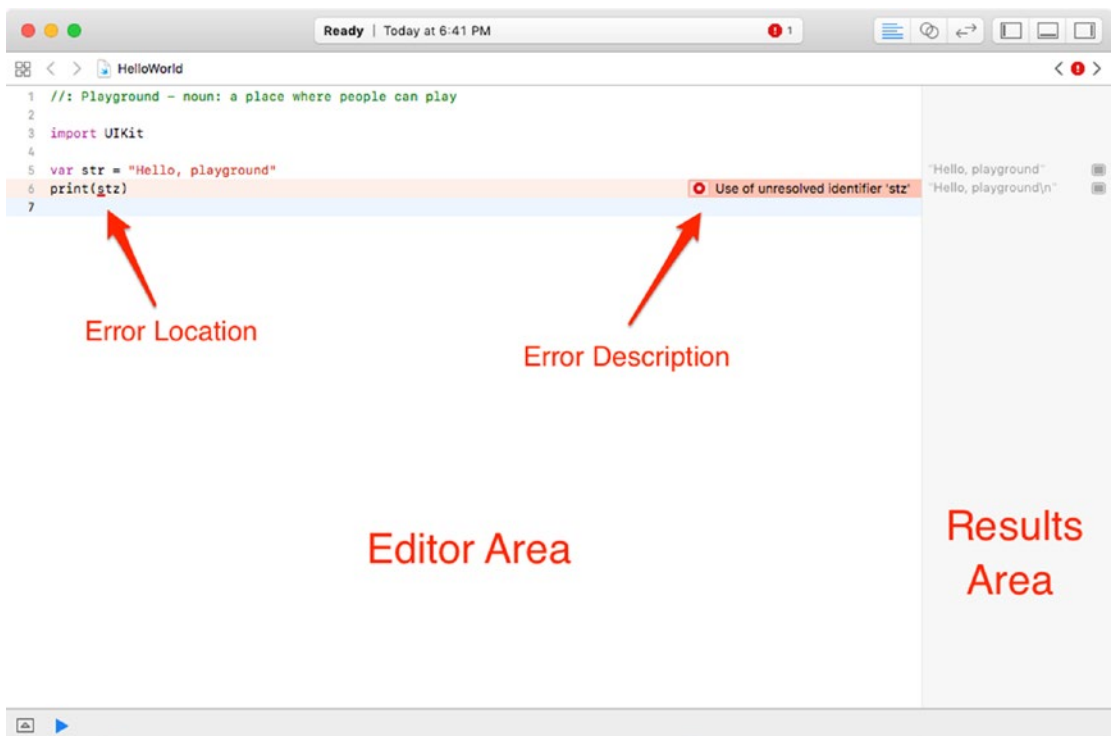 Ready | Today at 6:41 PM 1
HelloWorld
1 //: Playground – noun: a place where people can play
2
3 import UIKit
4
5 var str = "Hello, playground" "Hello, playground"
6 print(stz) Use of unresolved identifier 'stz' "Hello, playground\n"
7
Error Location
Error Description
Editor Area
Results
Area